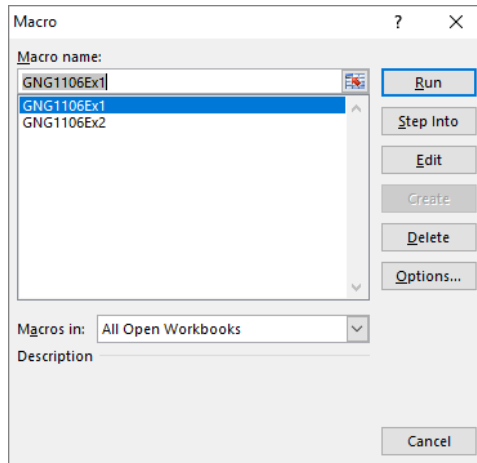 Macro
?
Macro name:
GNG1106Ex1
Run
GNG1106Ex1
GNG1106Ex2
Step Into
Edit
Create
Delete
Options...
Macros in: All Open Workbooks
Description
Cancel